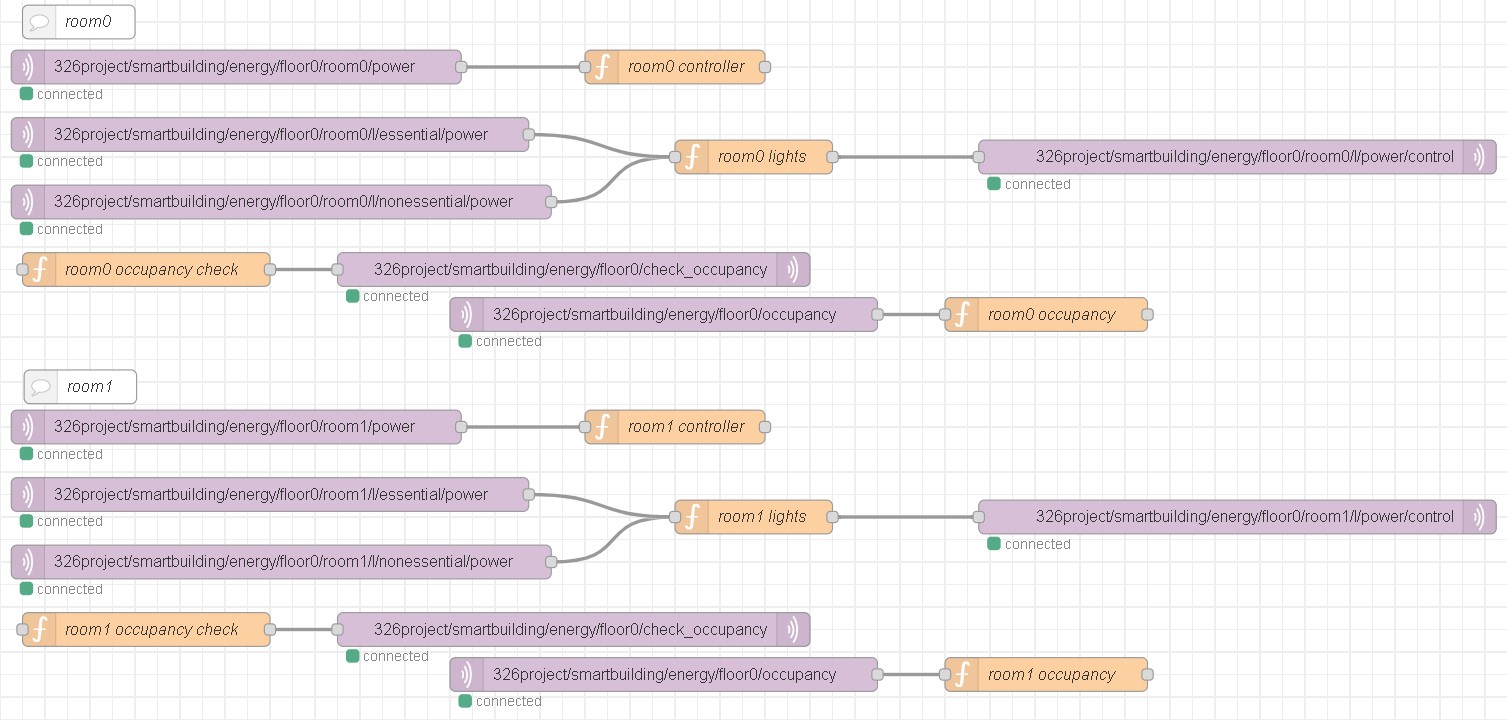 room0
326project/smartbuilding/energy/floor0/room0/power
room0 controller
connected
326project/smartbuilding/energy/floor0/room0/l/essential/power
room0 lights
326project/smartbuilding/energy/floor0/room0/l/power/control
connected
connected
326project/smartbuilding/energy/floor0/room0/l/nonessential/power
connected
room0 occupancy check
326project/smartbuilding/energy/floor0/check_occupancy
connected
326project/smartbuilding/energy/floor0/occupancy
room0 occupancy
connected
room1
326project/smartbuilding/energy/floor0/room1/power
room1 controller
connected
326project/smartbuilding/energy/floor0/room1/l/essential/power
room1 lights
326project/smartbuilding/energy/floor0/room1/l/power/control
connected
connected
326project/smartbuilding/energy/floor0/room1/l/nonessential/power
connected
room1 occupancy check
326project/smartbuilding/energy/floor0/check_occupancy
connected
326project/smartbuilding/energy/floor0/occupancy
room1 occupancy
connected